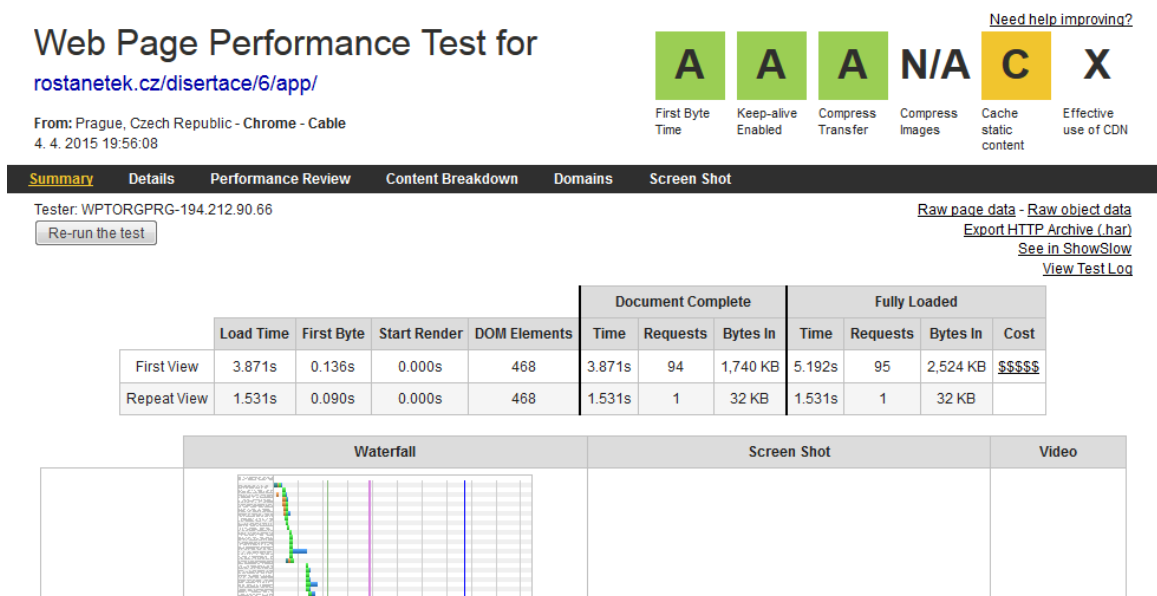 Need help improving?
Web Page Performance Test for
rostanetek.cz/disertace/6/app/
From: Prague, Czech Republic - Chrome - Cable
4. 4. 2015 19:56:08
A A A N/A C X
First Byte Time
Keep-alive Enabled
Compress Transfer
Compress Images
Cache static content
Effective use of CDN
Summary Details Performance Review Content Breakdown Domains Screen Shot
Tester: WPTORGPRG-194.212.90.66
Re-run the test
Raw page data - Raw object data
Export HTTP Archive (.har)
See in ShowSlow
View Test Log
Document Complete Fully Loaded
Load Time First Byte Start Render DOM Elements Time Requests Bytes In Time Requests Bytes In Cost
First View 3.871s 0.136s 0.000s 468 3.871s 94 1,740 KB 5.192s 95 2,524 KB $$$$$
Repeat View 1.531s 0.090s 0.000s 468 1.531s 1 32 KB 1.531s 1 32 KB
Waterfall Screen Shot Video